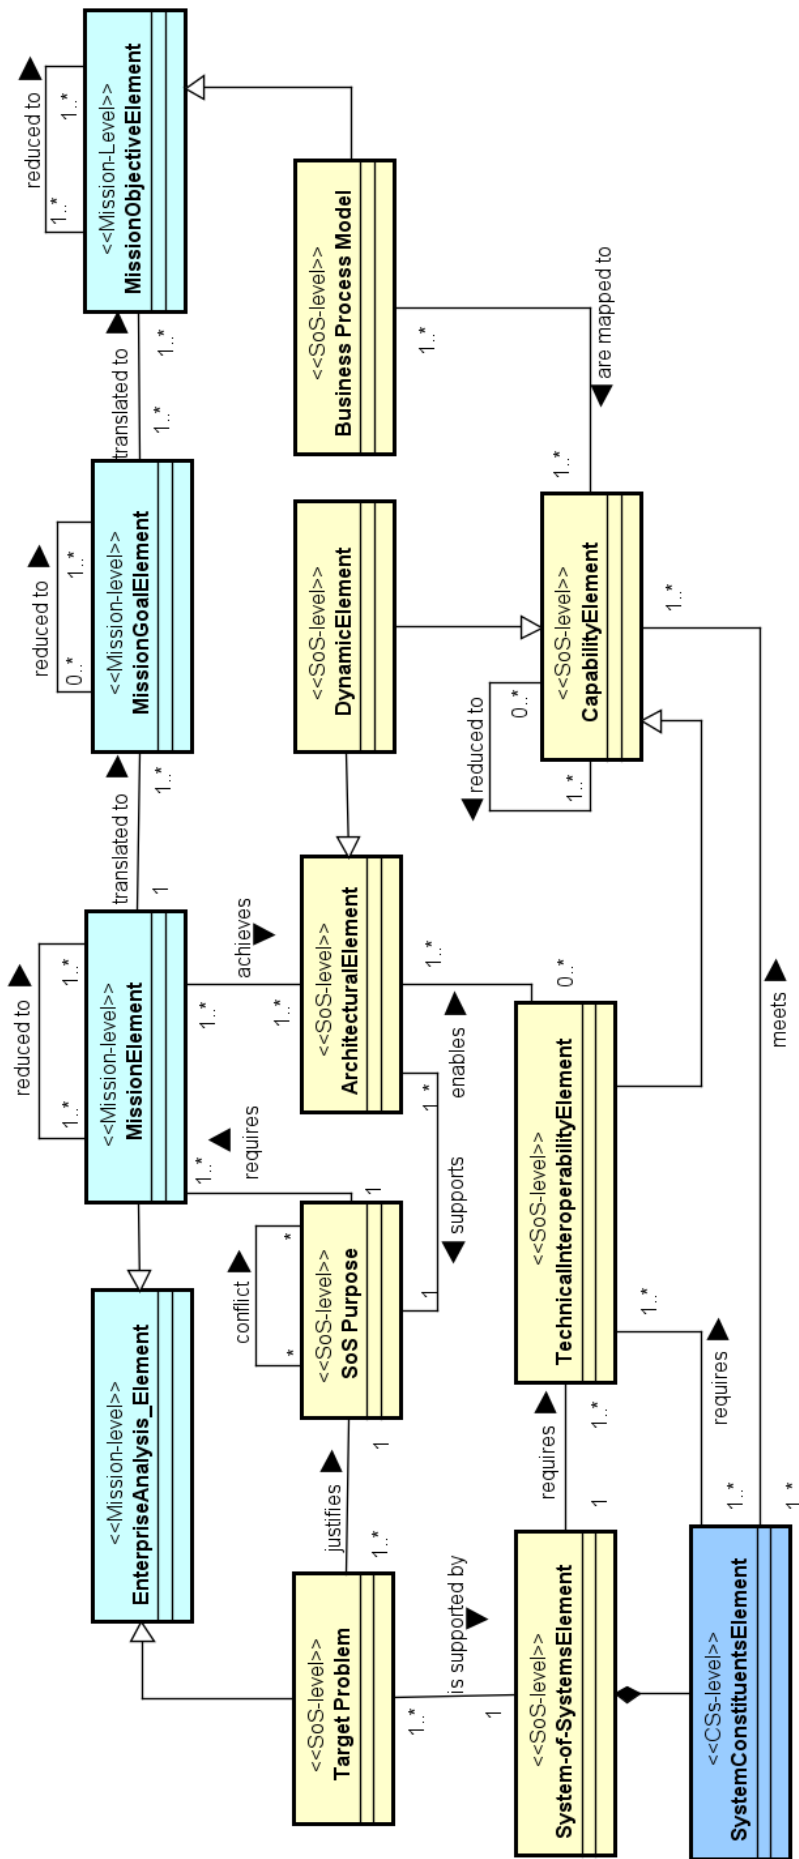 reduced to
reduced to
reduced to
1..*
1..*
0..*
1..*
1..*
1..*
<<Mission-level>>
EnterpriseAnalysis_Element
<<Mission-level>>
MissionElement
translated to
1
1..*
<<Mission-level>>
MissionGoalElement
translated to
1..*
1..*
<<Mission-Level>>
MissionObjectiveElement
1..*
requires
1..*
achieves
1..*
conflict
*
*
<<SoS-level>>
Target Problem
justifies
1..*
1
<<SoS-level>>
SoS Purpose
1
<<SoS-level>>
ArchitecturalElement
<<SoS-level>>
DynamicElement
<<SoS-level>>
Business Process Model
1
1..*
supports
1..*
enables
0..*
1..*
1..*
are mapped to
1..*
is supported by
1
reduced to
0..*
1..*
<<SoS-level>>
System-of-SystemsElement
requires
1
1..*
<<SoS-level>>
TechnicalInteroperabilityElement
<<SoS-level>>
CapabilityElement
1..*
requires
1..*
1..*
meets
1..*
<<CSs-level>>
SystemConstituentsElement